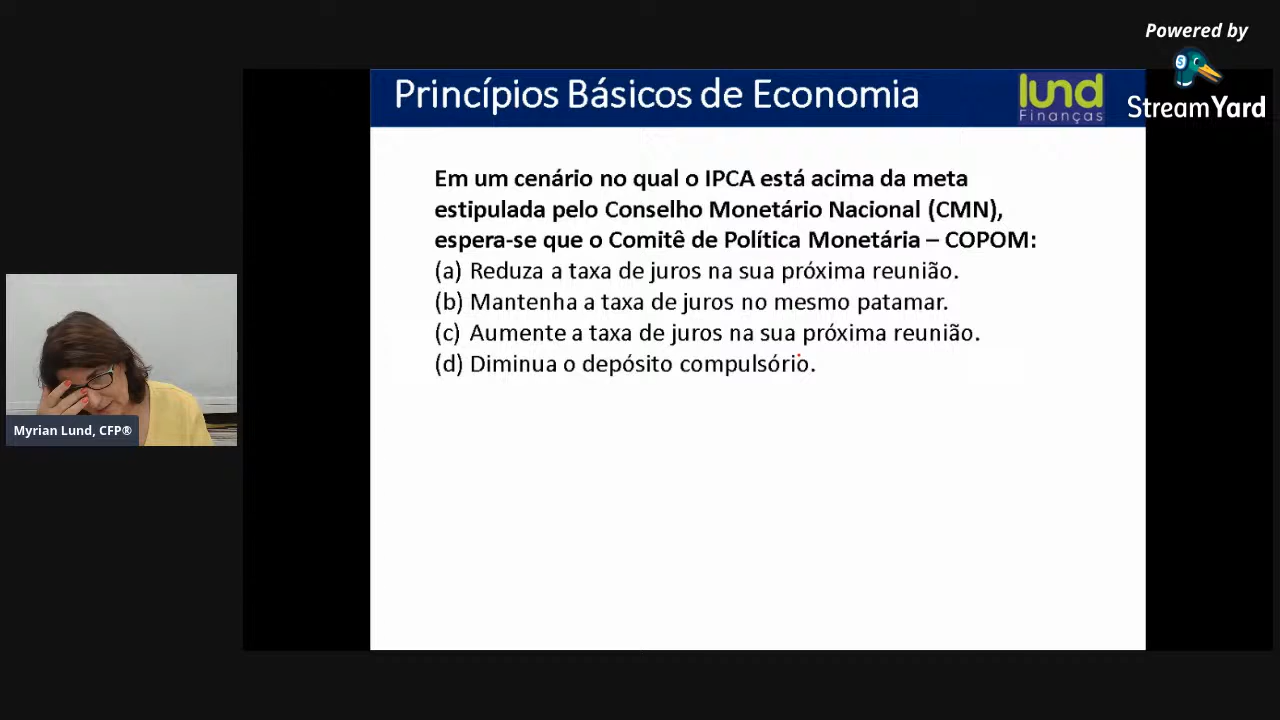 Powered by
StreamYard
Princípios Básicos de Economia
lund
Finanças
Em um cenário no qual o IPCA está acima da meta
estipulada pelo Conselho Monetário Nacional (CMN),
espera-se que o Comitê de Política Monetária – COPOM:
(a) Reduza a taxa de juros na sua próxima reunião.
(b) Mantenha a taxa de juros no mesmo patamar.
(c) Aumente a taxa de juros na sua próxima reunião.
(d) Diminua o depósito compulsório.
Myrian Lund, CFP®